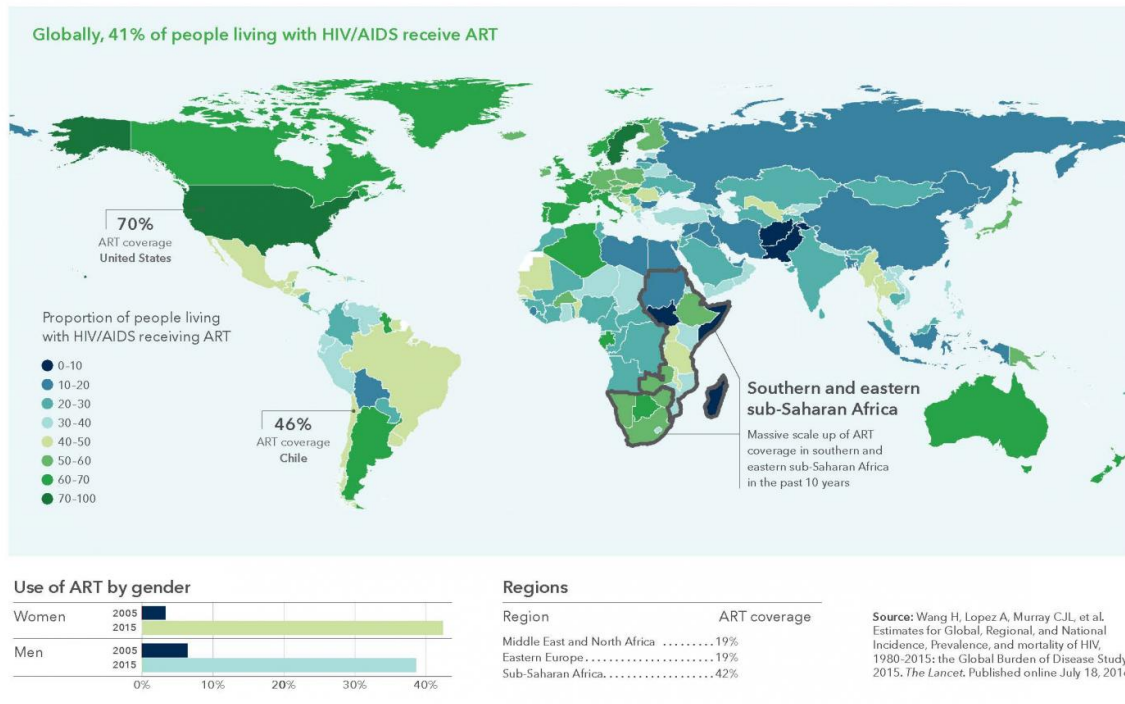 Globally, 41% of people living with HIV/AIDS receive ART
70%
ART coverage
United States
Proportion of people living
with HIV/AIDS receiving ART
0-10
10-20
20-30
30-40
40-50
50-60
60-70
70-100
46%
ART coverage
Chile
Southern and eastern
sub-Saharan Africa
Massive scale up of ART
coverage in southern and
eastern sub-Saharan Africa
in the past 10 years
Use of ART by gender
Women
2005
2015
Men
2005
2015
0%
10%
20%
30%
40%
Regions
Region ART coverage
Middle East and North Africa ........19%
Eastern Europe..................19%
Sub-Saharan Africa................42%
Source: Wang H, Lopez A, Murray CJL, et al.
Estimates for Global, Regional, and National
Incidence, Prevalence, and mortality of HIV,
1980-2015: the Global Burden of Disease Study
2015. The Lancet. Published online July 18,